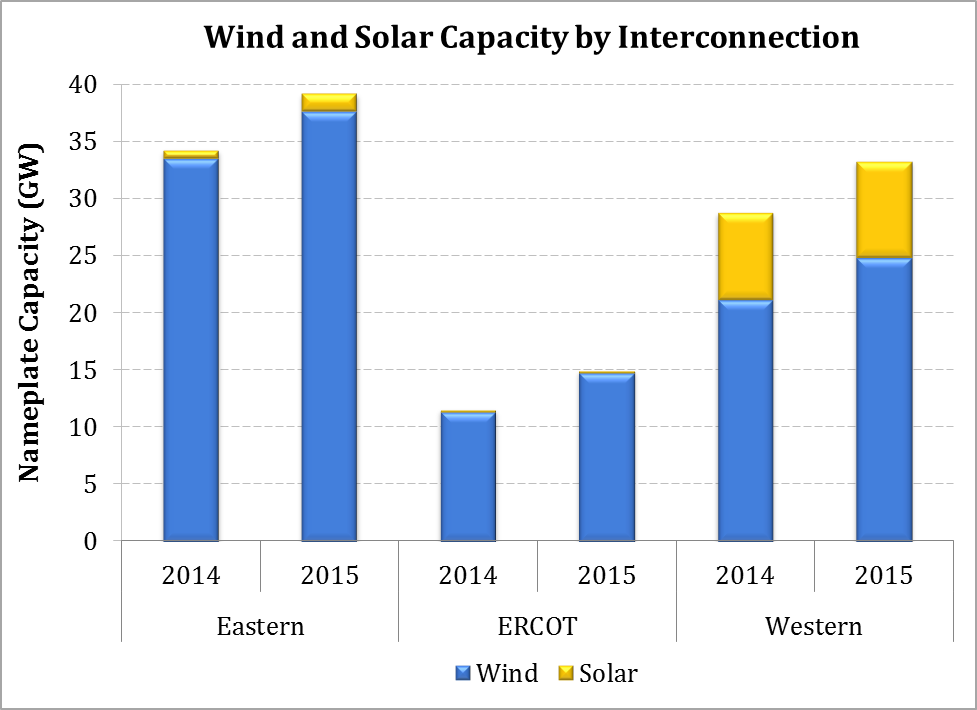 Wind and Solar Capacity by Interconnection
Nameplate Capacity (GW)
40
35
30
25
20
15
10
5
0
2014 2015 2014 2015 2014 2015
Eastern ERCOT Western
Wind Solar